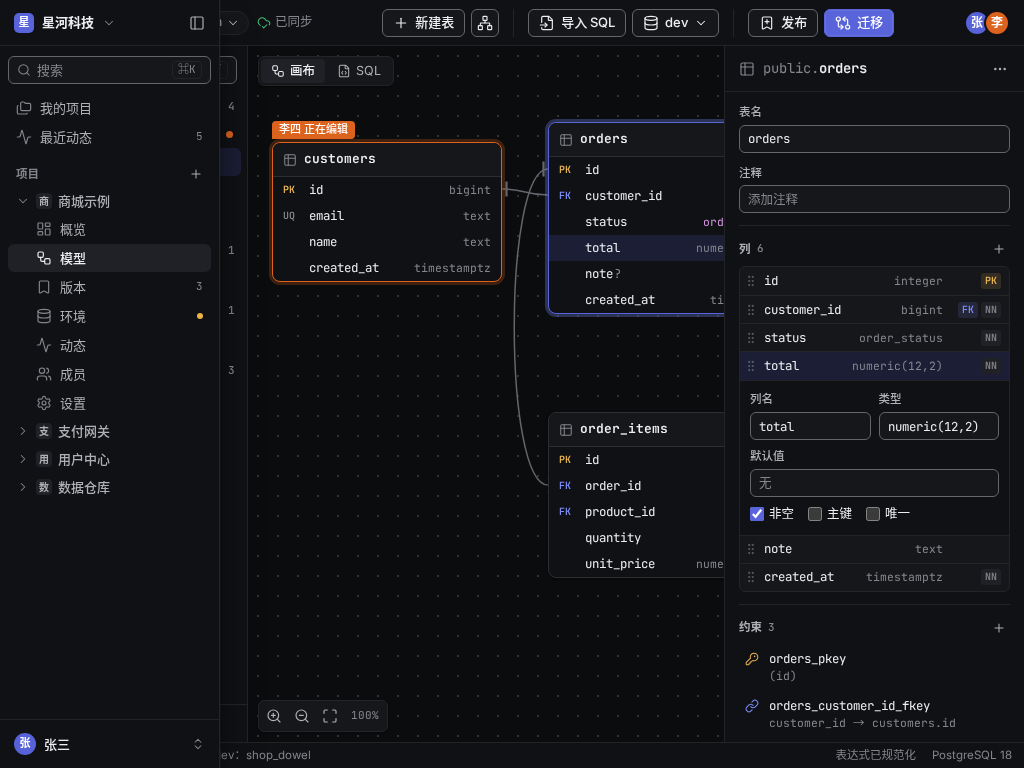 星 星河科技
已同步
新建表
导入 SQL
dev
发布
迁移
张 李
搜索 ⌘K
我的项目
最近动态 5
项目
商 商城示例
概览
模型
版本 3
环境
动态
成员
设置
支 支付网关
用 用户中心
数 数据仓库
张 张三
4
1
1
3
画布 SQL
李四 正在编辑
customers
PK id bigint
UQ email text
name text
created_at timestamptz
orders
PK id
FK customer_id
status ord
total nume
note?
created_at ti
order_items
PK id
FK order_id
FK product_id
quantity
unit_price nume
100%
public.orders
表名
orders
注释
添加注释
列 6
id integer PK
customer_id bigint FK NN
status order_status NN
total numeric(12,2) NN
列名 类型
total numeric(12,2)
默认值
无
非空 主键 唯一
note text
created_at timestamptz NN
约束 3
orders_pkey
(id)
orders_customer_id_fkey
customer_id → customers.id
ev: shop_dowel
表达式已规范化 PostgreSQL 18